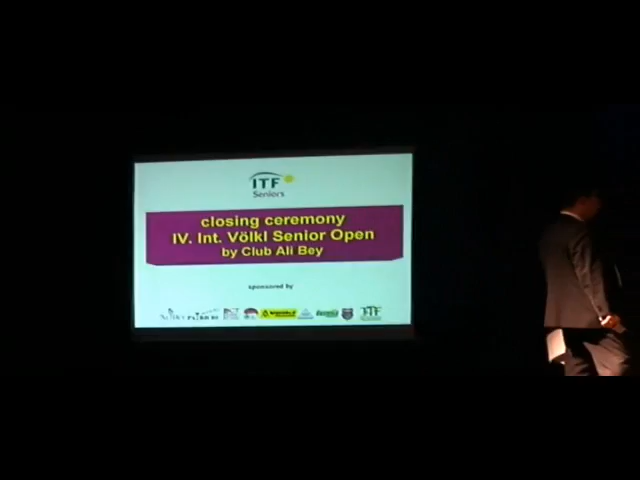 ITF
Seniors
closing ceremony
IV. Int. Völkl Senior Open
by Club Ali Bey
sponsored by
ITF